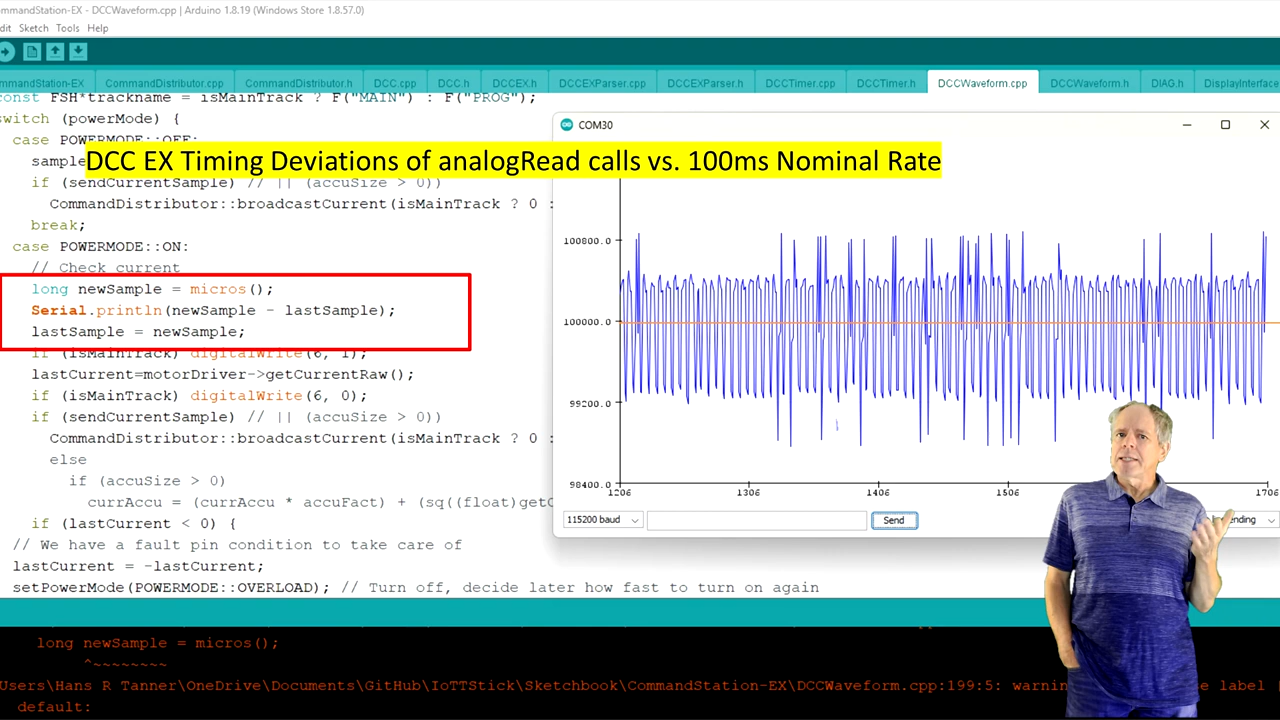 mmandStation-EX - DCCWaveform.cpp | Arduino 1.8.19 (Windows Store 1.8.57.0)
dit Sketch Tools Help
mmandStation-EX CommandDistributor.cpp CommandDistributor.h DCC.cpp DCC.h DCCEX.h DCCEXParser.cpp DCCEXParser.h DCCTimer.cpp DCCTimer.h DCCWaveform.cpp DCCWaveform.h DIAG.h DisplayInterface
const FSH*trackname = isMainTrack ? F("MAIN") : F("PROG");
switch (powerMode) {
case POWERMODE::OFF:
DCC EX Timing Deviations of analogRead calls vs. 100ms Nominal Rate
sample
if (sendCurrentSample) // || (accuSize > 0))
CommandDistributor::broadcastCurrent(isMainTrack ? 0 :
break;
case POWERMODE::ON:
// Check current
long newSample = micros();
Serial.println(newSample - lastSample);
lastSample = newSample;
if (isMainTrack) digitalWrite(6, 1);
lastCurrent=motorDriver->getCurrentRaw();
if (isMainTrack) digitalWrite(6, 0);
if (sendCurrentSample) // || (accuSize > 0))
CommandDistributor::broadcastCurrent(isMainTrack ? 0 :
else
if (accuSize > 0)
currAccu = (currAccu * accuFact) + (sq((float)getC
if (lastCurrent < 0) {
// We have a fault pin condition to take care of
lastCurrent = -lastCurrent;
setPowerMode(POWERMODE::OVERLOAD); // Turn off, decide later how fast to turn on again
COM30
100800.0
100000.0
99200.0
98400.0
1206 1306 1406 1506 1706
115200 baud Send ending
long newSample = micros();
^~~~~~~~~
Users\Hans R Tanner\OneDrive\Documents\GitHub\IoTTStick\Sketchbook\CommandStation-EX\DCCWaveform.cpp:199:5: warnin se label
default: